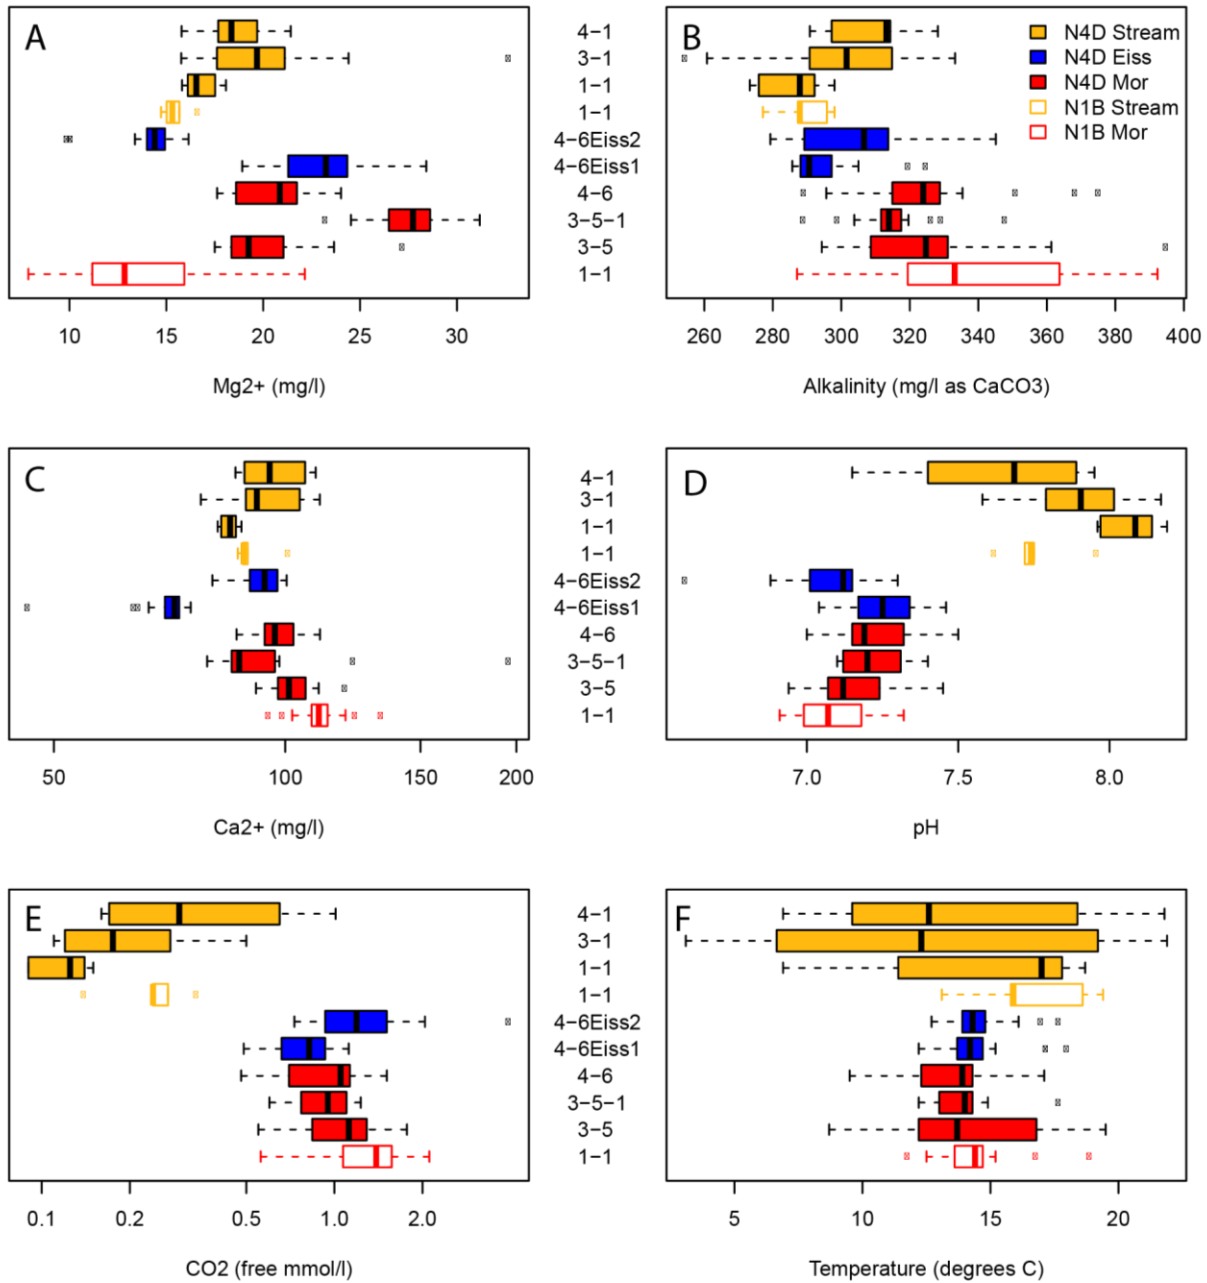 A
4−1
3−1
1−1
1−1
4−6Eiss2
4−6Eiss1
4−6
3−5−1
3−5
1−1
B
N4D Stream
N4D Eiss
N4D Mor
N1B Stream
N1B Mor
10 15 20 25 30
Mg2+ (mg/l)
260 280 300 320 340 360 380 400
Alkalinity (mg/l as CaCO3)
C
4−1
3−1
1−1
1−1
4−6Eiss2
4−6Eiss1
4−6
3−5−1
3−5
1−1
D
50 100 150 200
Ca2+ (mg/l)
7.0 7.5 8.0
pH
E
4−1
3−1
1−1
1−1
4−6Eiss2
4−6Eiss1
4−6
3−5−1
3−5
1−1
F
0.1 0.2 0.5 1.0 2.0
CO2 (free mmol/l)
5 10 15 20
Temperature (degrees C)